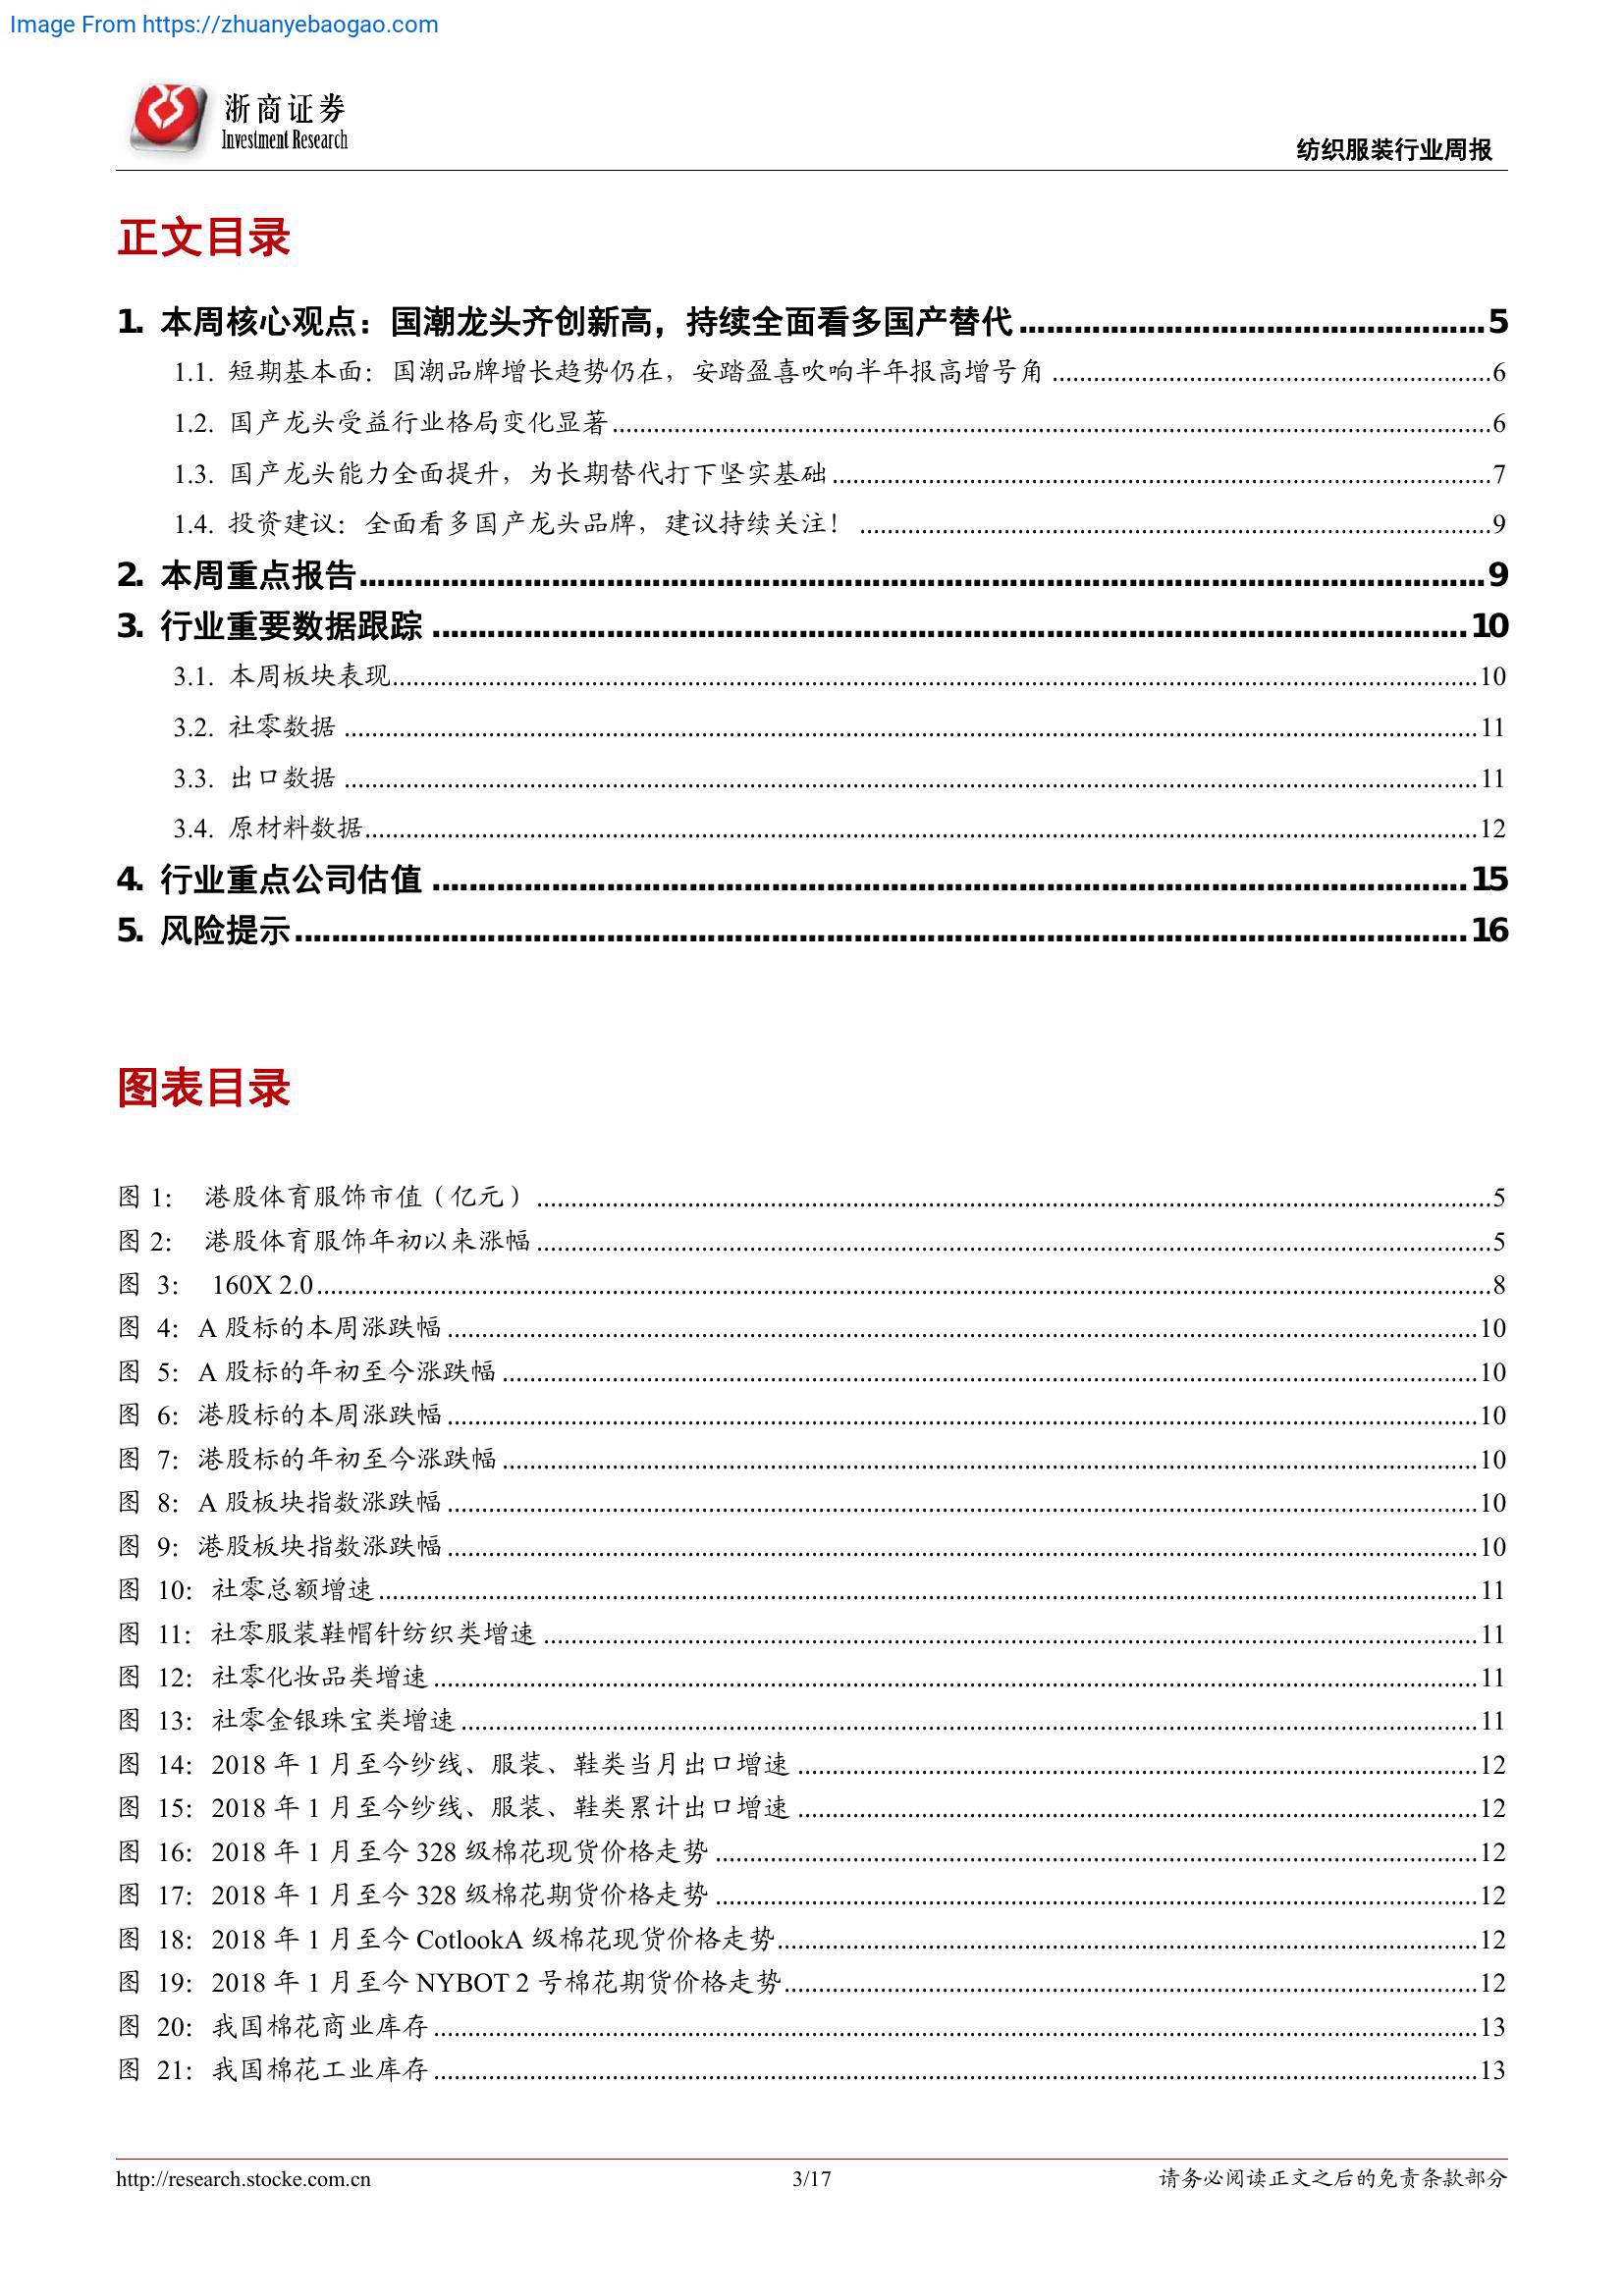 Image From https://zhuanyebaogao.com
浙商证券
Investment Research
纺织服装行业周报
正文目录
1. 本周核心观点：国潮龙头齐创新高，持续全面看多国产替代 ........ 5
1.1. 短期基本面：国潮品牌增长趋势仍在，安踏盈喜吹响半年报高增号角 ........ 6
1.2. 国产龙头受益行业格局变化显著 ........ 6
1.3. 国产龙头能力全面提升，为长期替代打下坚实基础 ........ 7
1.4. 投资建议：全面看多国产龙头品牌，建议持续关注！ ........ 9
2. 本周重点报告 ........ 9
3. 行业重要数据跟踪 ........ 10
3.1. 本周板块表现 ........ 10
3.2. 社零数据 ........ 11
3.3. 出口数据 ........ 11
3.4. 原材料数据 ........ 12
4. 行业重点公司估值 ........ 15
5. 风险提示 ........ 16
图表目录
图 1： 港股体育服饰市值（亿元） ........ 5
图 2： 港股体育服饰年初以来涨幅 ........ 5
图 3： 160X 2.0 ........ 8
图 4：A 股标的本周涨跌幅 ........ 10
图 5：A 股标的年初至今涨跌幅 ........ 10
图 6：港股标的本周涨跌幅 ........ 10
图 7：港股标的年初至今涨跌幅 ........ 10
图 8：A 股板块指数涨跌幅 ........ 10
图 9：港股板块指数涨跌幅 ........ 10
图 10：社零总额增速 ........ 11
图 11：社零服装鞋帽针纺织类增速 ........ 11
图 12：社零化妆品类增速 ........ 11
图 13：社零金银珠宝类增速 ........ 11
图 14：2018 年 1 月至今纱线、服装、鞋类当月出口增速 ........ 12
图 15：2018 年 1 月至今纱线、服装、鞋类累计出口增速 ........ 12
图 16：2018 年 1 月至今 328 级棉花现货价格走势 ........ 12
图 17：2018 年 1 月至今 328 级棉花期货价格走势 ........ 12
图 18：2018 年 1 月至今 CotlookA 级棉花现货价格走势 ........ 12
图 19：2018 年 1 月至今 NYBOT 2 号棉花期货价格走势 ........ 12
图 20：我国棉花商业库存 ........ 13
图 21：我国棉花工业库存 ........ 13
http://research.stocke.com.cn
3/17
请务必阅读正文之后的免责条款部分